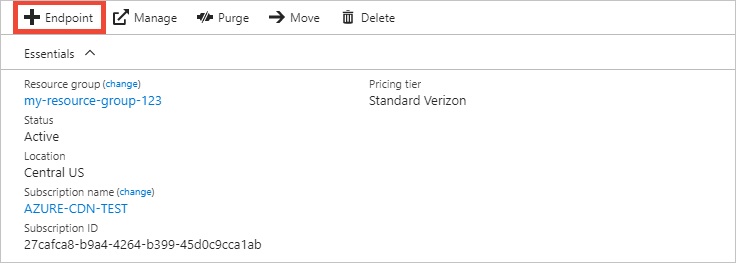 Endpoint Manage Purge Move Delete
Essentials
Resource group (change) Pricing tier
my-resource-group-123 Standard Verizon
Status
Active
Location
Central US
Subscription name (change)
AZURE-CDN-TEST
Subscription ID
27cafca8-b9a4-4264-b399-45d0c9cca1ab